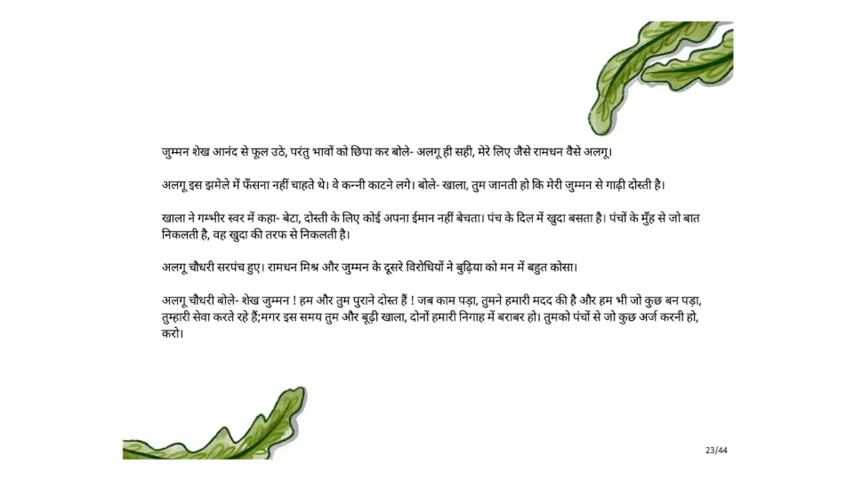 जुम्मन शेख आनंद से फूल उठे, परंतु भावों को छिपा कर बोले- अलगू ही सही, मेरे लिए जैसे रामधन वैसे अलगू।
अलगू इस झमेले में फँसना नहीं चाहते थे। वे कन्नी काटने लगे। बोले- खाला, तुम जानती हो कि मेरी जुम्मन से गाढ़ी दोस्ती है।
खाला ने गम्भीर स्वर में कहा- बेटा, दोस्ती के लिए कोई अपना ईमान नहीं बेचता। पंच के दिल में खुदा बसता है। पंचों के मुँह से जो बात
निकलती है, वह खुदा की तरफ से निकलती है।
अलगू चौधरी सरपंच हुए। रामधन मिश्र और जुम्मन के दूसरे विरोधियों ने बुढ़िया को मन में बहुत कोसा।
अलगू चौधरी बोले- शेख जुम्मन ! हम और तुम पुराने दोस्त हैं ! जब काम पड़ा, तुमने हमारी मदद की है और हम भी जो कुछ बन पड़ा,
तुम्हारी सेवा करते रहे हैं;मगर इस समय तुम और बूढ़ी खाला, दोनों हमारी निगाह में बराबर हो। तुमको पंचों से जो कुछ अर्ज करनी हो,
करो।
23/44